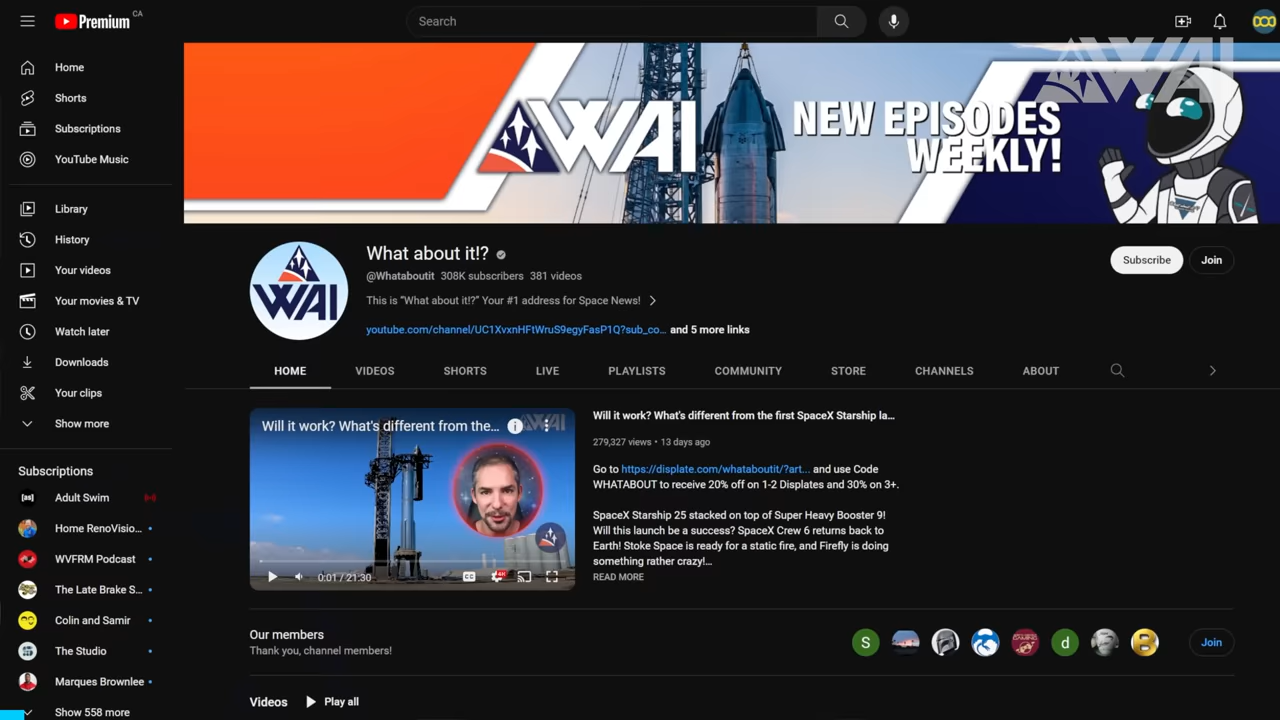 Premium CA
Search
AWAI
Home
Shorts
Subscriptions
YouTube Music
Library
History
Your videos
Your movies & TV
Watch later
Downloads
Your clips
Show more
Subscriptions
Adult Swim
Home RenoVisio...
WVFRM Podcast
The Late Brake S...
Colin and Samir
The Studio
Marques Brownlee
Show 558 more
WAI
NEW EPISODES
WEEKLY!
WAI
What about it!?
@Whataboutit 308K subscribers 381 videos
This is “What about it!?” Your #1 address for Space News!
youtube.com/channel/UC1XvxnHFtWruS9egyFasP1Q?sub_co... and 5 more links
Subscribe
Join
HOME VIDEOS SHORTS LIVE PLAYLISTS COMMUNITY STORE CHANNELS ABOUT
Will it work? What's different from the...
WAI
0:01 / 21:30
CC
4K
Will it work? What's different from the first SpaceX Starship la...
279,327 views • 13 days ago
Go to https://displate.com/whataboutit/?art... and use Code
WHATABOUT to receive 20% off on 1-2 Displates and 30% on 3+.
SpaceX Starship 25 stacked on top of Super Heavy Booster 9!
Will this launch be a success? SpaceX Crew 6 returns back to
Earth! Stoke Space is ready for a static fire, and Firefly is doing
something rather crazy!...
READ MORE
Our members
Thank you, channel members!
S
d
B
Join
Videos
Play all